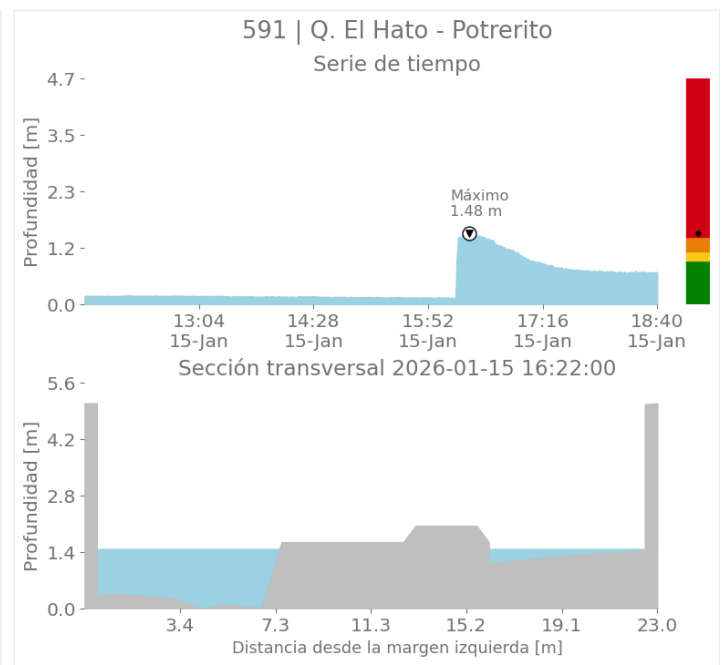 591 | Q. El Hato - Potrerito
Serie de tiempo
Profundidad [m]
4.7
3.5
2.3
1.2
0.0
Máximo
1.48 m
13:04 14:28 15:52 17:16 18:40
15-Jan 15-Jan 15-Jan 15-Jan 15-Jan
Sección transversal 2026-01-15 16:22:00
Profundidad [m]
5.6
4.2
2.8
1.4
0.0
3.4 7.3 11.3 15.2 19.1 23.0
Distancia desde la margen izquierda [m]